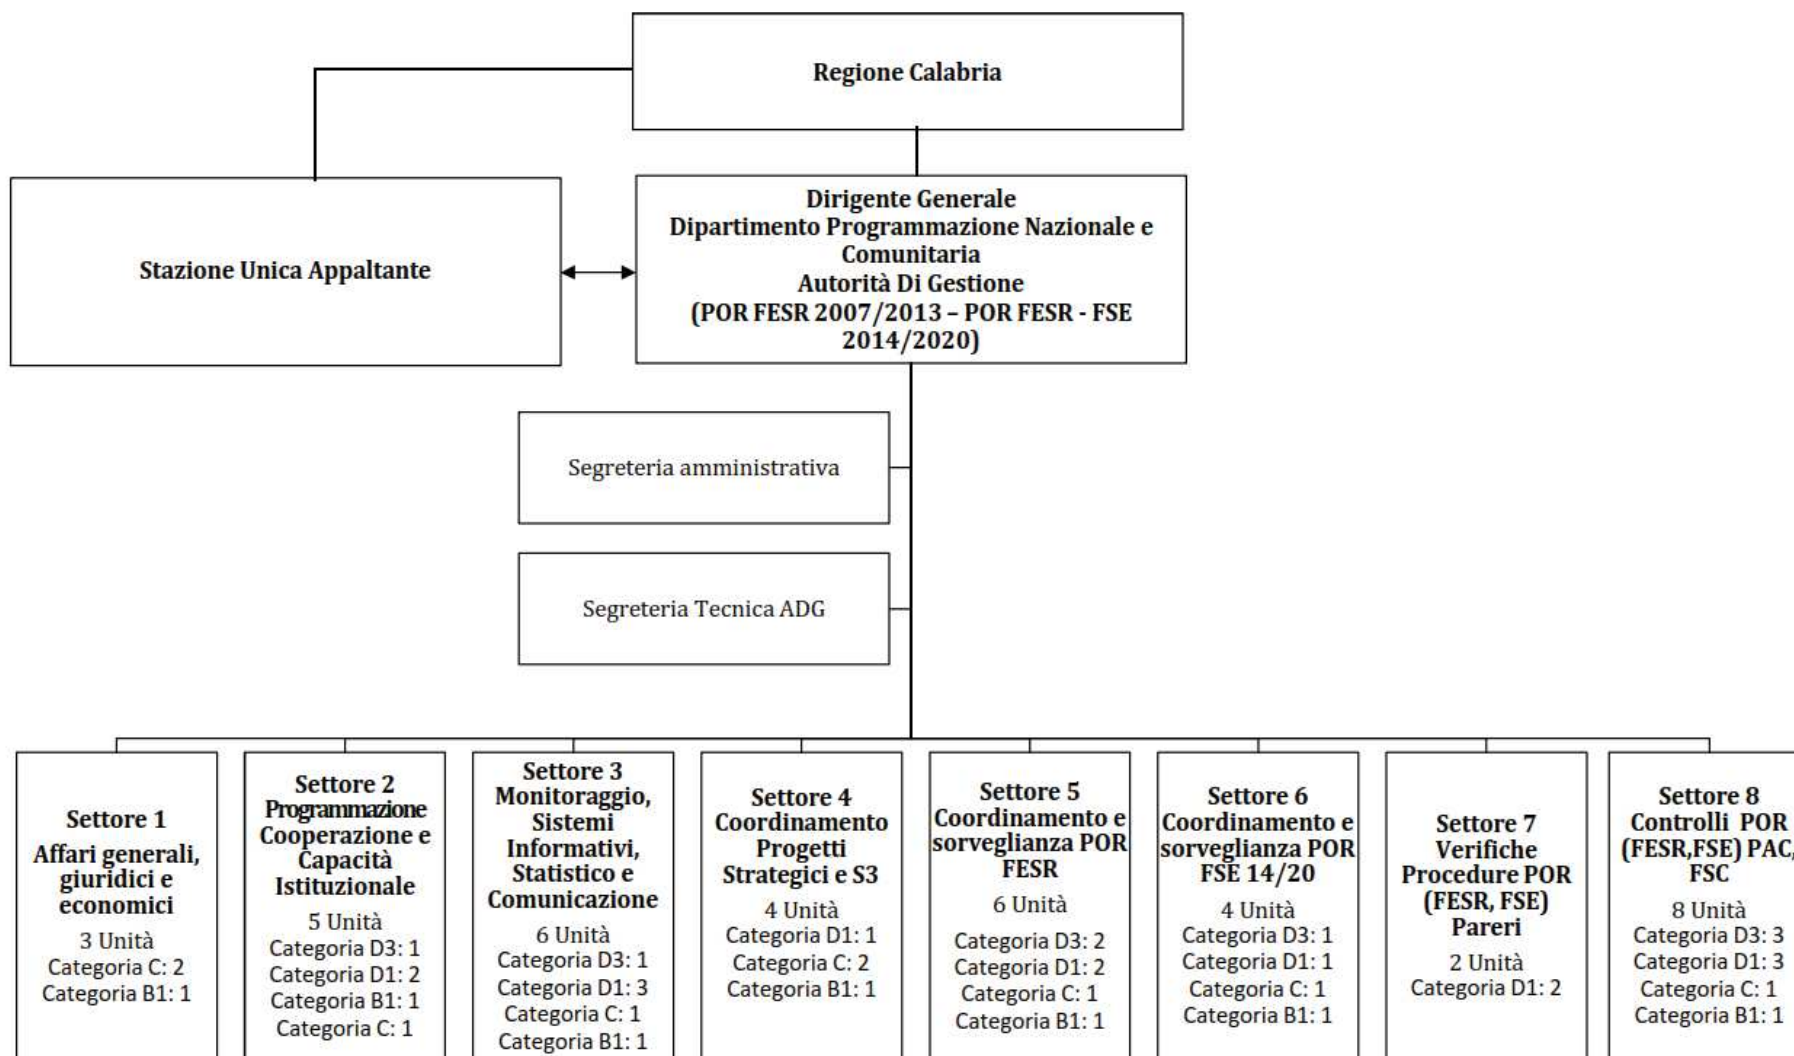 Regione Calabria
Stazione Unica Appaltante
Dirigente Generale
Dipartimento Programmazione Nazionale e
Comunitaria
Autorità Di Gestione
(POR FESR 2007/2013 – POR FESR - FSE
2014/2020)
Segreteria amministrativa
Segreteria Tecnica ADG
Settore 1
Affari generali,
giuridici e
economici
3 Unità
Categoria C: 2
Categoria B1: 1
Settore 2
Programmazione
Cooperazione e
Capacità
Istituzionale
5 Unità
Categoria D3: 1
Categoria D1: 2
Categoria B1: 1
Categoria C: 1
Settore 3
Monitoraggio,
Sistemi
Informativi,
Statistico e
Comunicazione
6 Unità
Categoria D3: 1
Categoria D1: 3
Categoria C: 1
Categoria B1: 1
Settore 4
Coordinamento
Progetti
Strategici e S3
4 Unità
Categoria D1: 1
Categoria C: 2
Categoria B1: 1
Settore 5
Coordinamento e
sorveglianza POR
FESR
6 Unità
Categoria D3: 2
Categoria D1: 2
Categoria C: 1
Categoria B1: 1
Settore 6
Coordinamento e
sorveglianza POR
FSE 14/20
4 Unità
Categoria D3: 1
Categoria D1: 1
Categoria C: 1
Categoria B1: 1
Settore 7
Verifiche
Procedure POR
(FESR, FSE)
Pareri
2 Unità
Categoria D1: 2
Settore 8
Controlli POR
(FESR,FSE) PAC,
FSC
8 Unità
Categoria D3: 3
Categoria D1: 3
Categoria C: 1
Categoria B1: 1